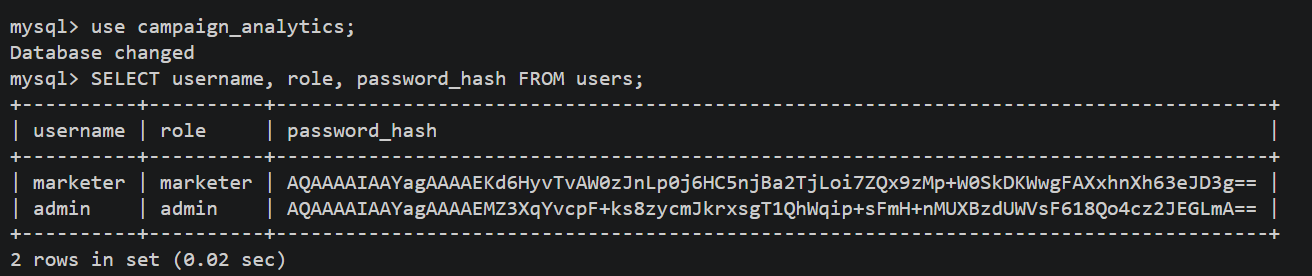 mysql> use campaign_analytics;
Database changed
mysql> SELECT username, role, password_hash FROM users;
+----------+----------+--------------------------------------------------------------------------------------+
| username | role     | password_hash                                                                        |
+----------+----------+--------------------------------------------------------------------------------------+
| marketer | marketer | AQAAAAIAAYagAAAAEKd6HyvTvAW0zJnLp0j6HC5njBa2TjLoi7ZQx9zMp+W0SkDKWwgFAXxhnXh63eJD3g== |
| admin    | admin    | AQAAAAIAAYagAAAAEMZ3XqYvcpF+ks8zycmJkrxsgT1QhWqip+sFmH+nMUXBzdUWVsF618Qo4cz2JEGLmA== |
+----------+----------+--------------------------------------------------------------------------------------+
2 rows in set (0.02 sec)